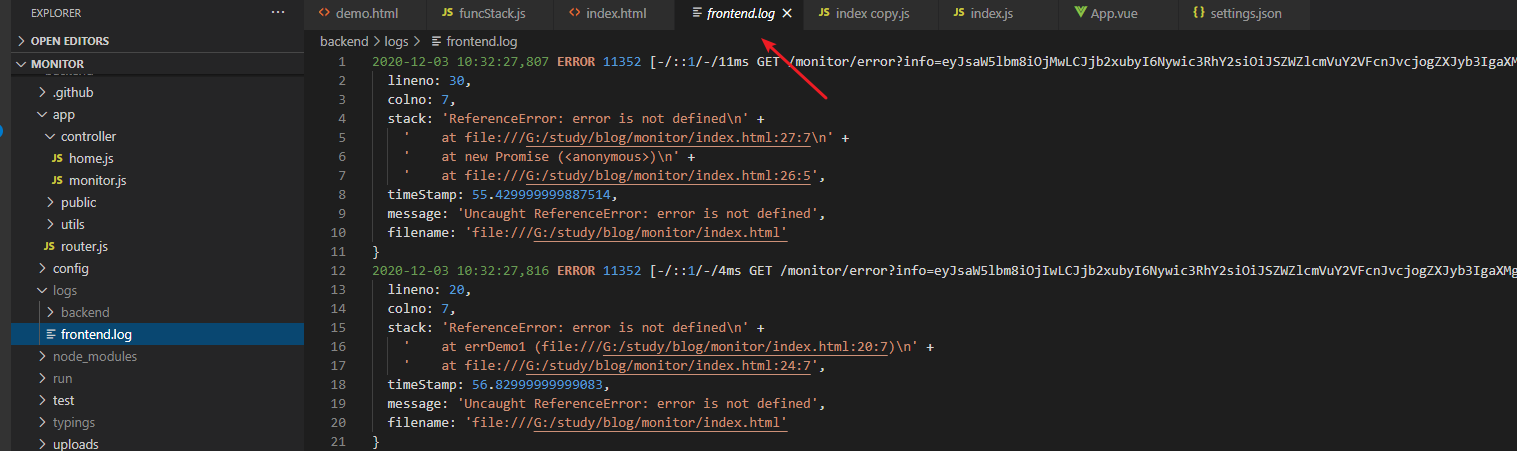 EXPLORER
···
demo.html
JS funcStack.js
index.html
frontend.log
JS index copy.js
JS index.js
App.vue
{} settings.json
OPEN EDITORS
MONITOR
.github
app
controller
JS home.js
JS monitor.js
public
utils
JS router.js
config
logs
backend
frontend.log
node_modules
run
test
typings
uploads
backend > logs > frontend.log
1 2020-12-03 10:32:27,807 ERROR 11352 [-/::1/-/11ms GET /monitor/error?info=
2 lineno: 30,
3 colno: 7,
4 stack: 'ReferenceError: error is not defined\n' +
5 '    at file:///G:/study/blog/monitor/index.html:27:7\n' +
6 '    at new Promise (<anonymous>)\n' +
7 '    at file:///G:/study/blog/monitor/index.html:26:5',
8 timeStamp: 55.429999999887514,
9 message: 'Uncaught ReferenceError: error is not defined',
10 filename: 'file:///G:/study/blog/monitor/index.html'
11 }
12 2020-12-03 10:32:27,816 ERROR 11352 [-/::1/-/4ms GET /monitor/error?info=
13 lineno: 20,
14 colno: 7,
15 stack: 'ReferenceError: error is not defined\n' +
16 '    at errDemo1 (file:///G:/study/blog/monitor/index.html:20:7)\n' +
17 '    at file:///G:/study/blog/monitor/index.html:24:7',
18 timeStamp: 56.82999999999083,
19 message: 'Uncaught ReferenceError: error is not defined',
20 filename: 'file:///G:/study/blog/monitor/index.html'
21 }